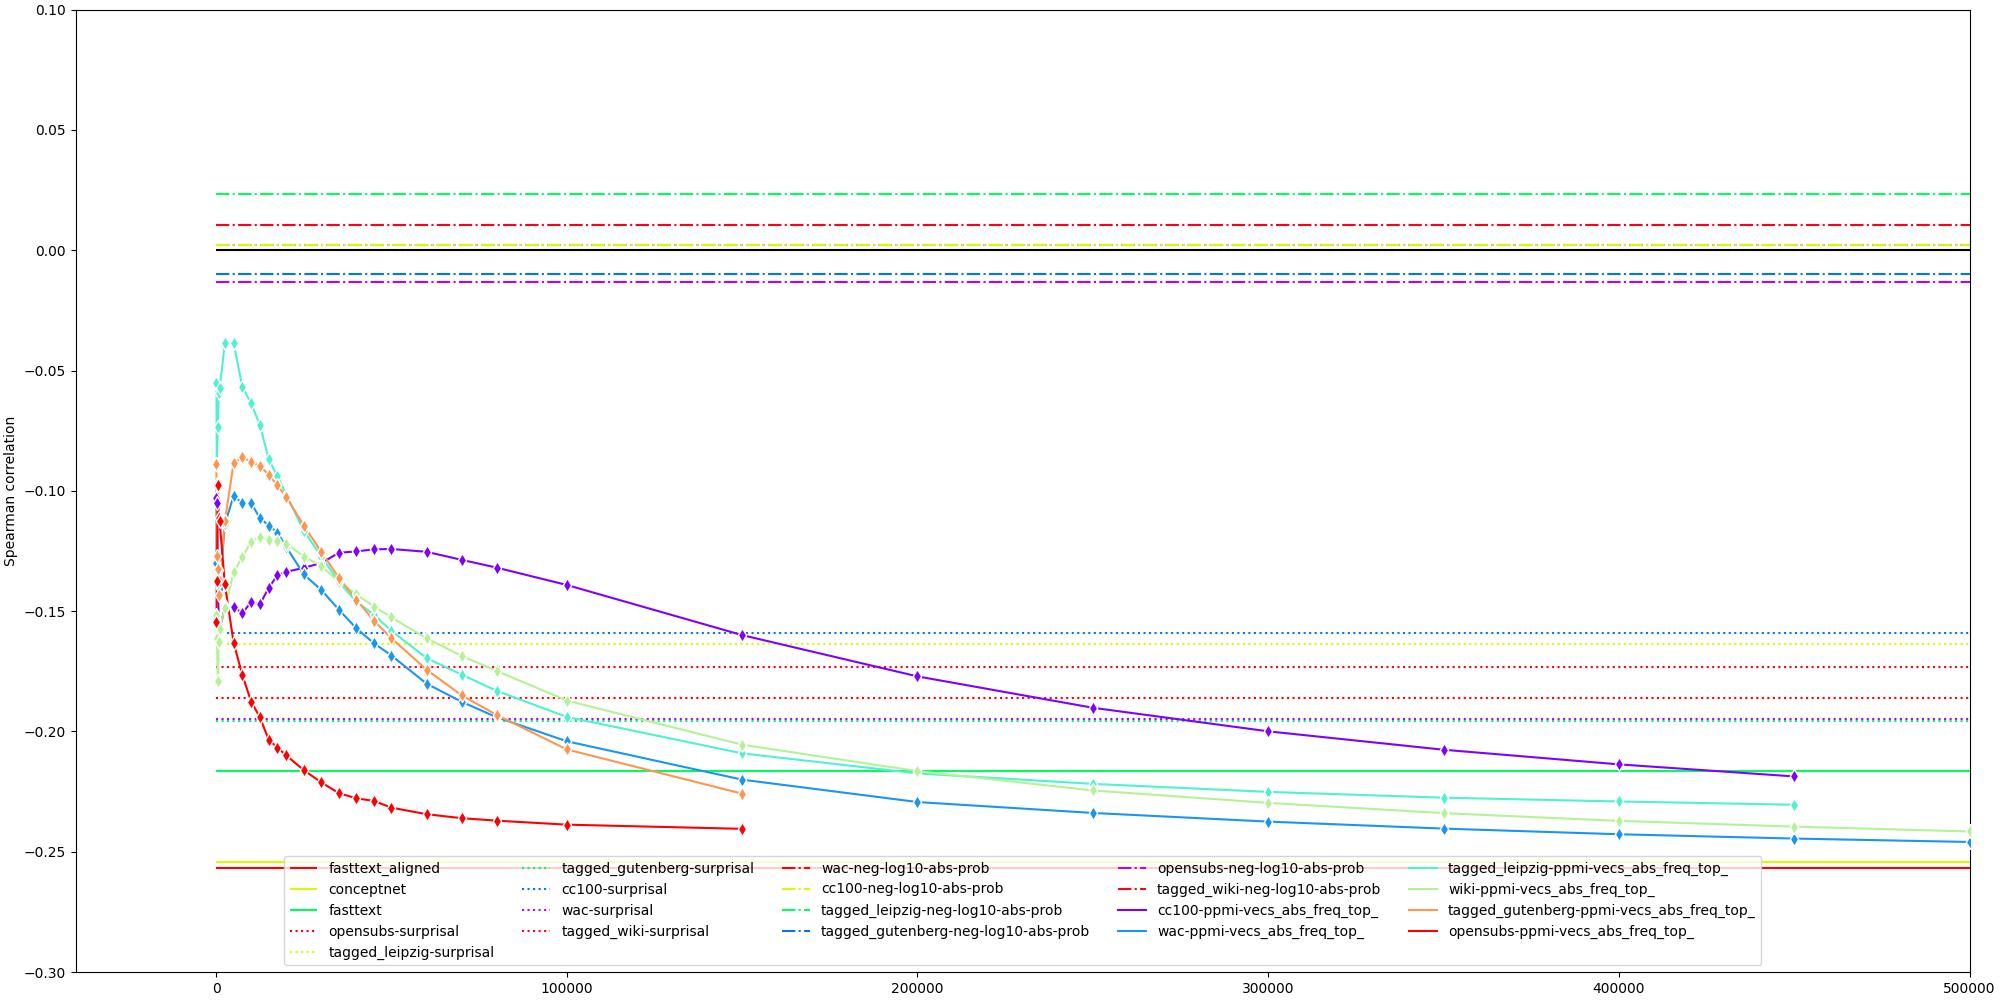 0.10
0.05
0.00
−0.05
−0.10
−0.15
−0.20
−0.25
−0.30
Spearman correlation
0
100000
200000
300000
400000
500000
fasttext_aligned
conceptnet
fasttext
opensubs-surprisal
tagged_leipzig-surprisal
tagged_gutenberg-surprisal
cc100-surprisal
wac-surprisal
tagged_wiki-surprisal
wac-neg-log10-abs-prob
cc100-neg-log10-abs-prob
tagged_leipzig-neg-log10-abs-prob
tagged_gutenberg-neg-log10-abs-prob
opensubs-neg-log10-abs-prob
tagged_wiki-neg-log10-abs-prob
cc100-ppmi-vecs_abs_freq_top_
wac-ppmi-vecs_abs_freq_top_
tagged_leipzig-ppmi-vecs_abs_freq_top_
wiki-ppmi-vecs_abs_freq_top_
tagged_gutenberg-ppmi-vecs_abs_freq_top_
opensubs-ppmi-vecs_abs_freq_top_